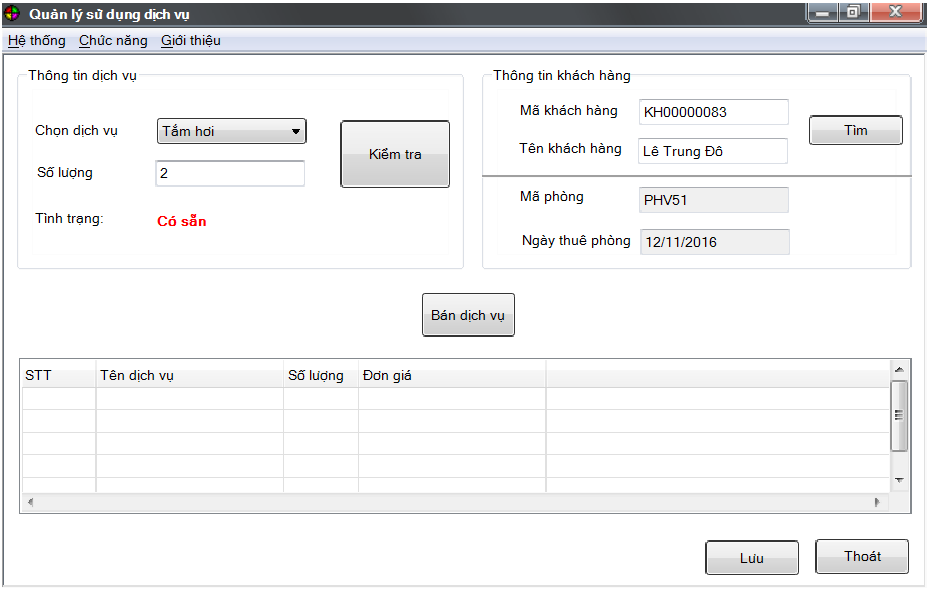 Quản lý sử dụng dịch vụ
Hệ thống Chức năng Giới thiệu
Thông tin dịch vụ
Chọn dịch vụ Tắm hơi
Số lượng 2
Tình trạng: Có sẵn
Kiểm tra
Thông tin khách hàng
Mã khách hàng KH00000083
Tên khách hàng Lê Trung Đô
Tìm
Mã phòng PHV51
Ngày thuê phòng 12/11/2016
Bán dịch vụ
STT Tên dịch vụ Số lượng Đơn giá
Lưu Thoát